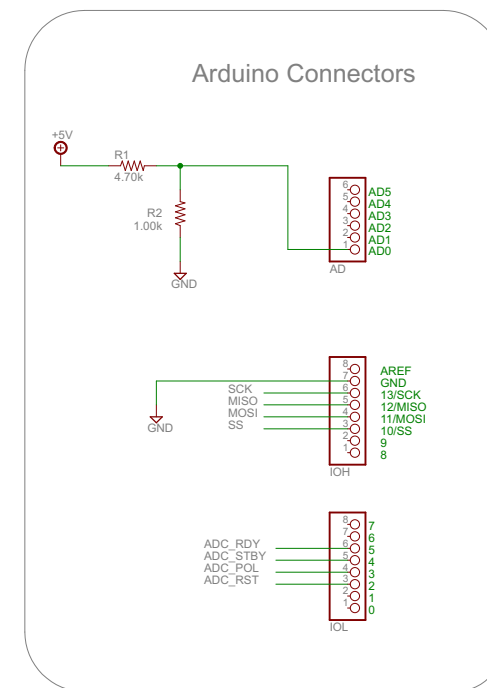 Arduino Connectors
+5V
R1
4.70k
R2
1.00k
GND
6
5
4
3
2
1
AD5
AD4
AD3
AD2
AD1
AD0
AD
8
7
6
5
4
3
2
1
AREF
GND
13/SCK
12/MISO
11/MOSI
10/SS
9
8
SCK
MISO
MOSI
SS
GND
IOH
8
7
6
5
4
3
2
1
7
6
5
4
3
2
1
0
ADC_RDY
ADC_STBY
ADC_POL
ADC_RST
IOL